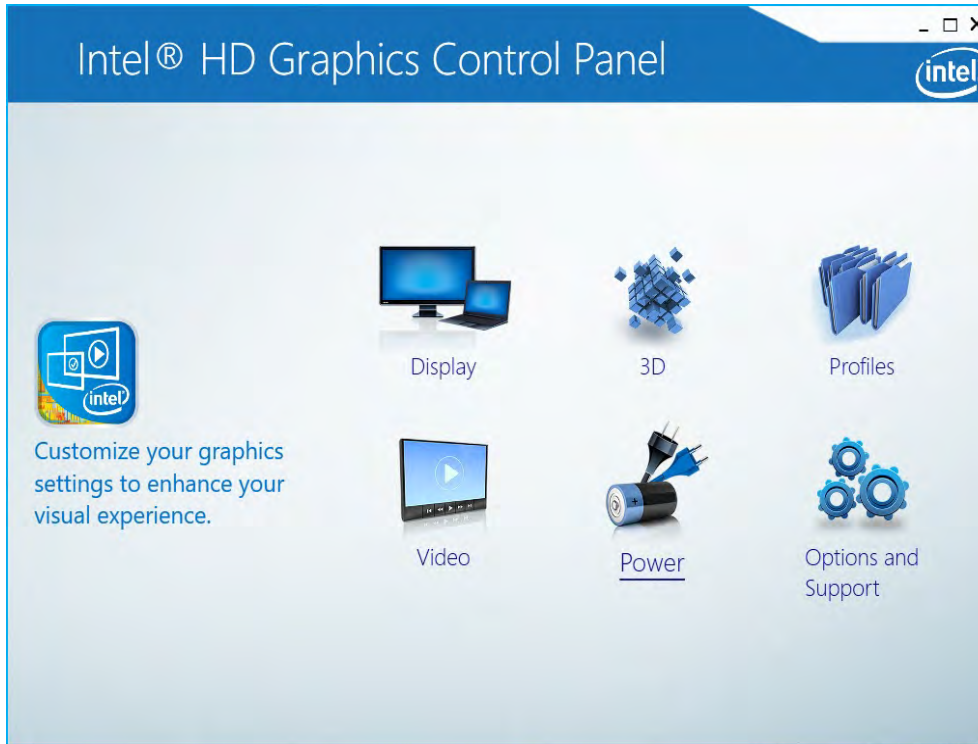 Intel® HD Graphics Control Panel
intel
Display
3D
Profiles
intel
Customize your graphics
settings to enhance your
visual experience.
Video
Power
Options and
Support